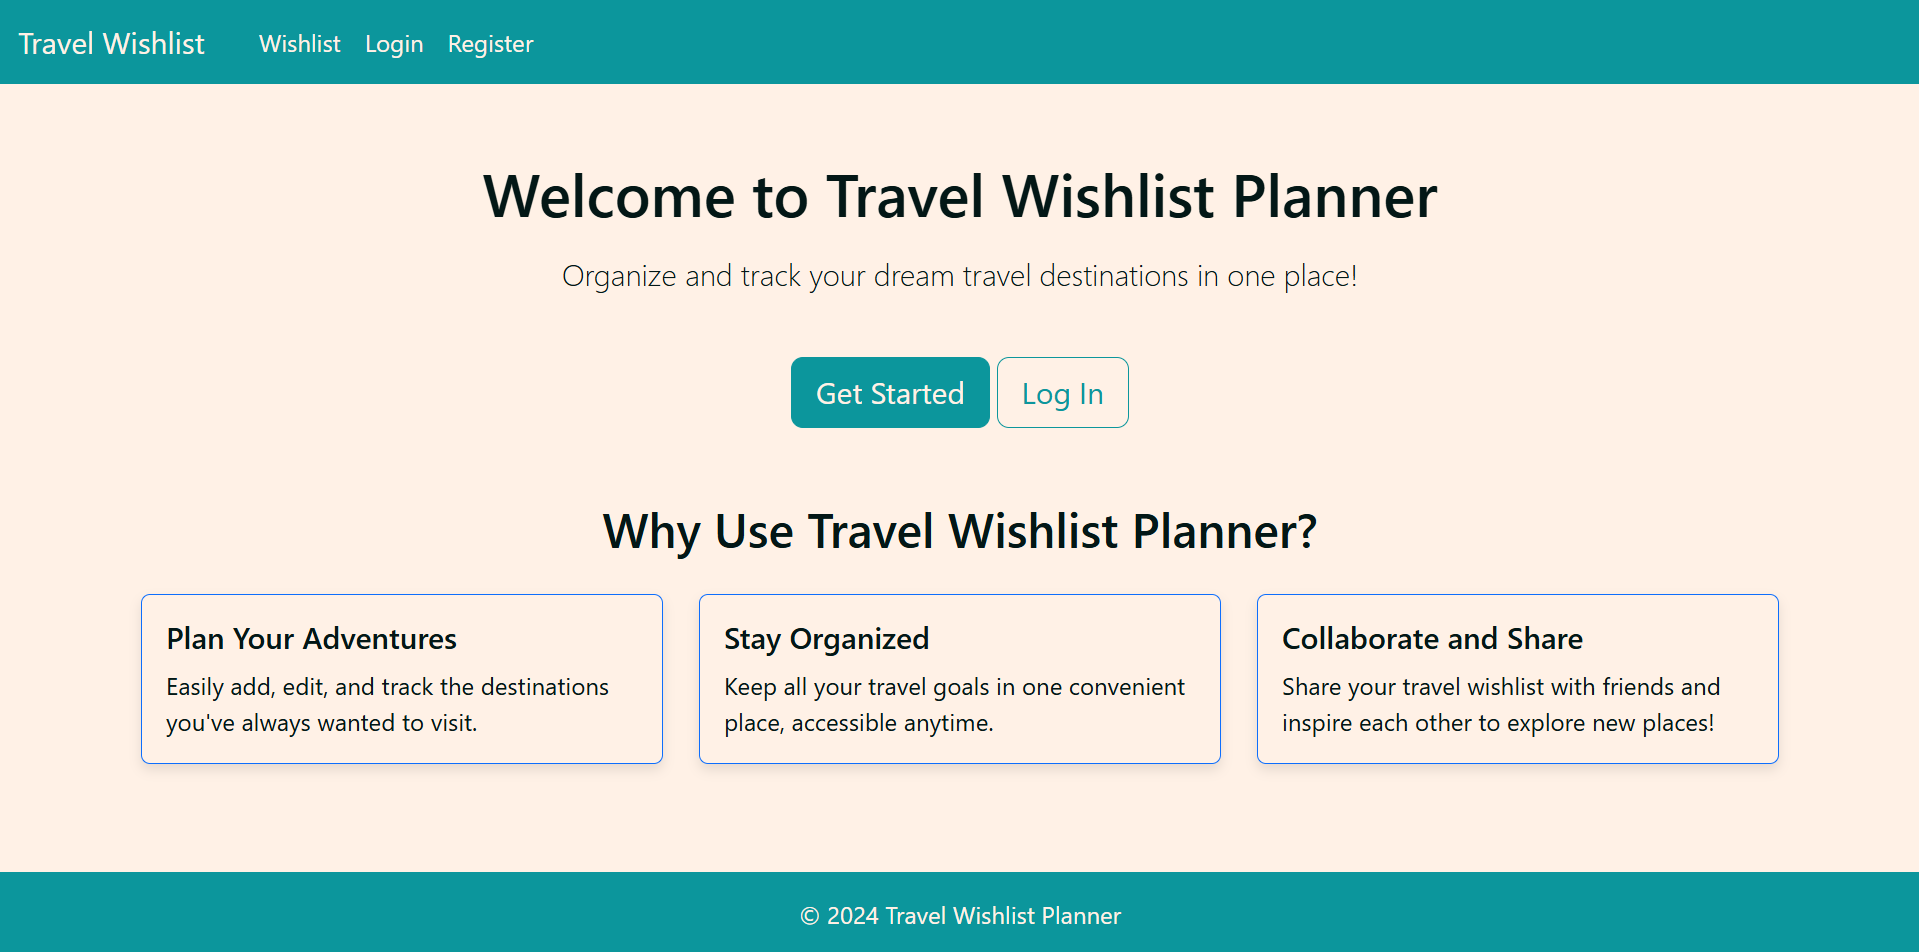 Travel Wishlist Wishlist Login Register
Welcome to Travel Wishlist Planner
Organize and track your dream travel destinations in one place!
Get Started Log In
Why Use Travel Wishlist Planner?
Plan Your Adventures
Easily add, edit, and track the destinations
you've always wanted to visit.
Stay Organized
Keep all your travel goals in one convenient
place, accessible anytime.
Collaborate and Share
Share your travel wishlist with friends and
inspire each other to explore new places!
© 2024 Travel Wishlist Planner